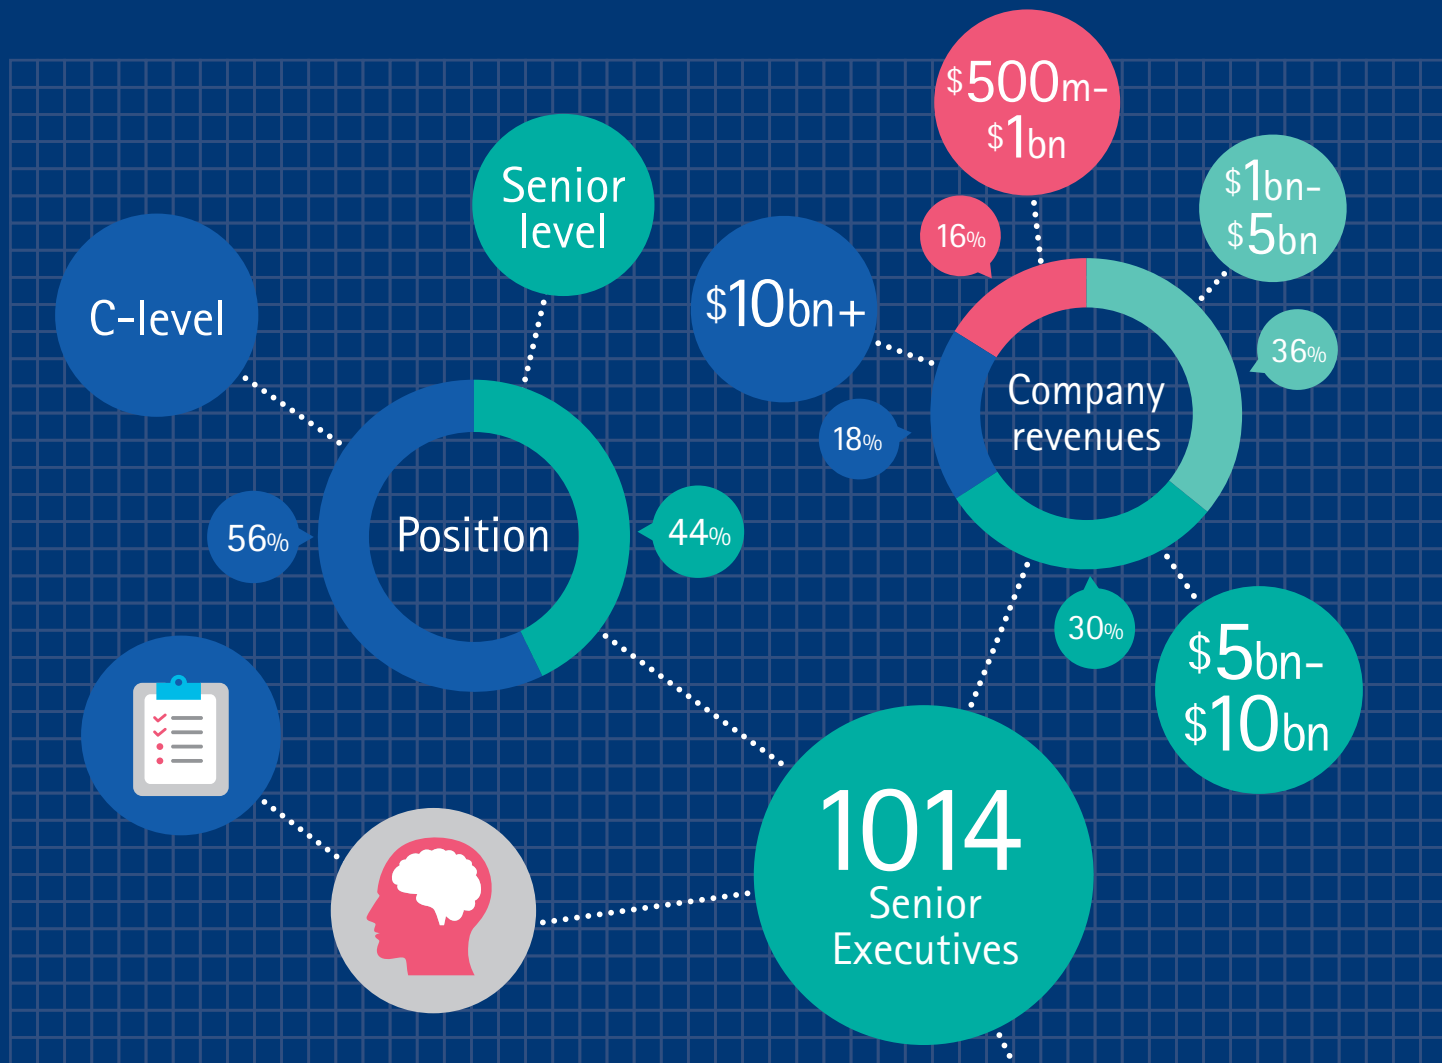 $500m-
$1bn
Senior
level
$1bn-
$5bn
16%
C-level
$10bn+
36%
Company
revenues
18%
56%
Position
44%
30%
$5bn-
$10bn
1014
Senior
Executives